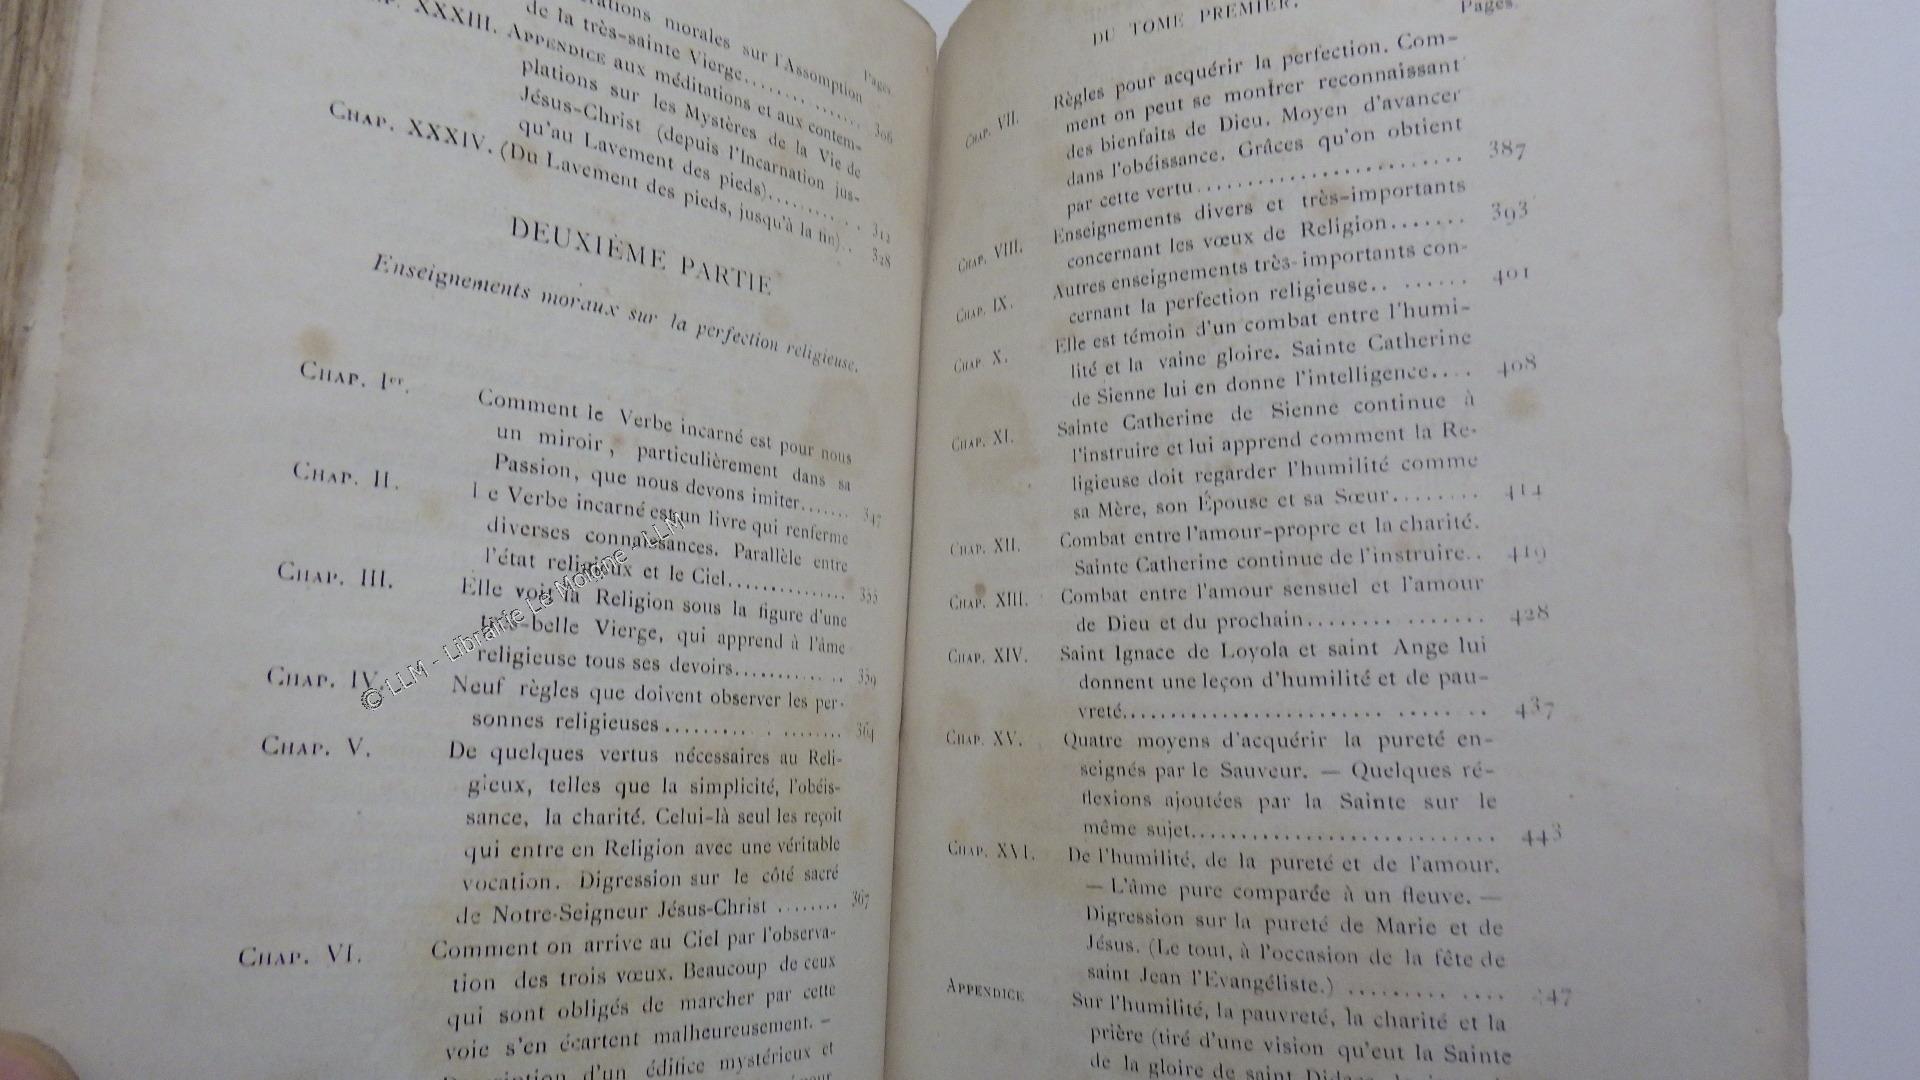 morales sur l'Assomption
Pages.
de la très-sainte Vierge........ ....... 306
XXXIII. APPENDICE aux méditations et aux contem-
plations sur les Mystères de la Vie de
Jésus-Christ (depuis l'Incarnation jus-
qu'au Lavement des pieds)........... 312
CHAP. XXXIV. (Du Lavement des pieds, jusqu'à la fin).. 328
DEUXIÈME PARTIE
Enseignements moraux sur la perfection religieuse.
CHAP. Ier. Comment le Verbe incarné est pour nous
un miroir, particulièrement dans sa
Passion, que nous devons imiter....... 347
CHAP. II. Le Verbe incarné est un livre qui renferme
diverses connaissances. Parallèle entre
l'état religieux et le Ciel.............. 355
CHAP. III. Elle voit la Religion sous la figure d'une
très-belle Vierge, qui apprend à l'âme
religieuse tous ses devoirs........... .. 359
CHAP. IV. Neuf règles que doivent observer les per-
sonnes religieuses .......... . ........ 364
CHAP. V. De quelques vertus nécessaires au Reli-
gieux, telles que la simplicité, l'obéis-
sance, la charité. Celui-là seul les reçoit
qui entre en Religion avec une véritable
vocation. Digression sur le côté sacré
de Notre-Seigneur Jésus-Christ ........ 367
CHAP. VI. Comment on arrive au Ciel par l'observa-
tion des trois vœux. Beaucoup de ceux
qui sont obligés de marcher par cette
voie s'en écartent malheureusement. –
Description d'un édifice mystérieux et
© LLM - Librairie Le Moigne - LLM
DU TOME PREMIER.
Pages.
CHAP. VII. Règles pour acquérir la perfection. Com-
ment on peut se montrer reconnaissant
des bienfaits de Dieu. Moyen d'avancer
dans l'obéissance. Grâces qu'on obtient
par cette vertu........................ 387
CHAP. VIII. Enseignements divers et très-importants
concernant les vœux de Religion....... 393
CHAP. IX. Autres enseignements très-importants con-
cernant la perfection religieuse.. ...... 401
CHAP. X. Elle est témoin d'un combat entre l'humi-
lité et la vaine gloire. Sainte Catherine
de Sienne lui en donne l'intelligence.... 408
CHAP. XI. Sainte Catherine de Sienne continue à
l'instruire et lui apprend comment la Re-
ligieuse doit regarder l'humilité comme
sa Mère, son Épouse et sa Sœur........ 414
CHAP. XII. Combat entre l'amour-propre et la charité.
Sainte Catherine continue de l'instruire.. 419
CHAP. XIII. Combat entre l'amour sensuel et l'amour
de Dieu et du prochain........ ....... 428
CHAP. XIV. Saint Ignace de Loyola et saint Ange lui
donnent une leçon d'humilité et de pau-
vreté........................ ...... .. 437
CHAP. XV. Quatre moyens d'acquérir la pureté en-
seignés par le Sauveur. — Quelques ré-
flexions ajoutées par la Sainte sur le
même sujet............................ 443
CHAP. XVI. De l'humilité, de la pureté et de l'amour.
— L'âme pure comparée à un fleuve. —
Digression sur la pureté de Marie et de
Jésus. (Le tout, à l'occasion de la fête de
saint Jean l'Evangéliste.) ......... .... 447
APPENDICE Sur l'humilité, la pauvreté, la charité et la
prière (tiré d'une vision qu'eut la Sainte
de la gloire de saint